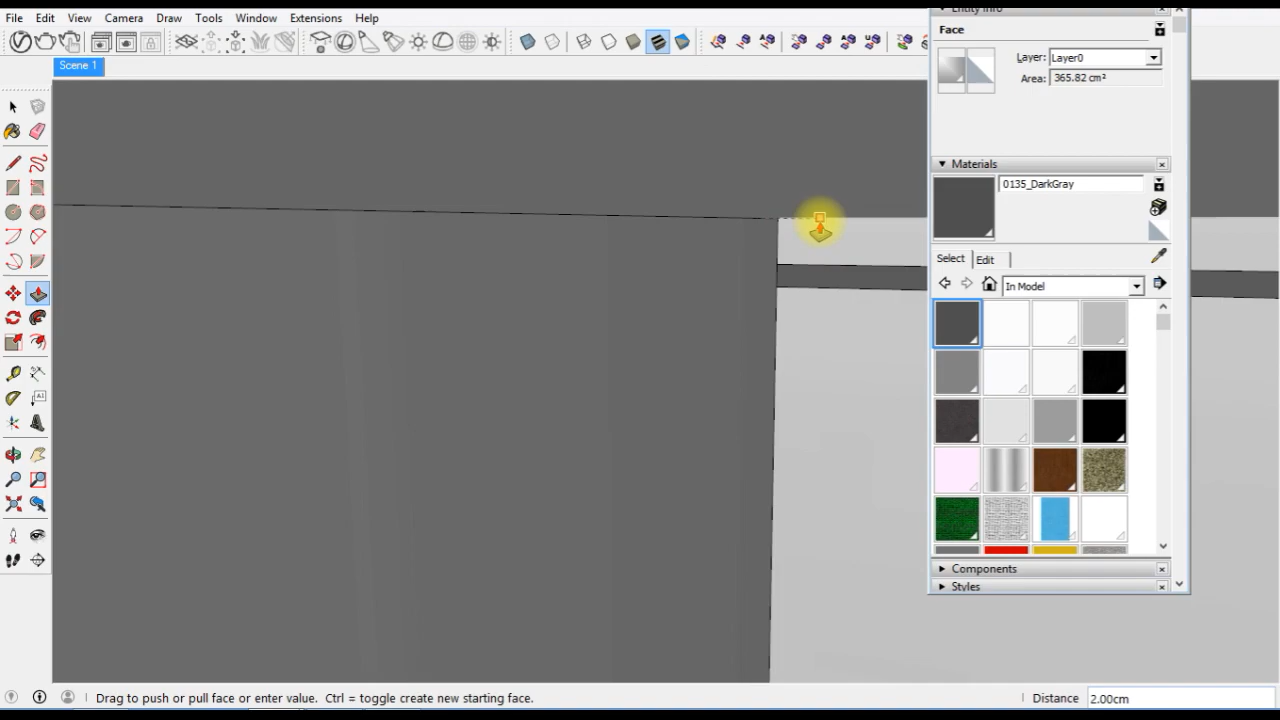 Entity Info
File Edit View Camera Draw Tools Window Extensions Help
Face
Layer: Layer0
Area: 365.82 cm²
Scene 1
Materials
0135_DarkGray
Select Edit
In Model
Components
Styles
Drag to push or pull face or enter value. Ctrl = toggle create new starting face.
Distance 2.00cm